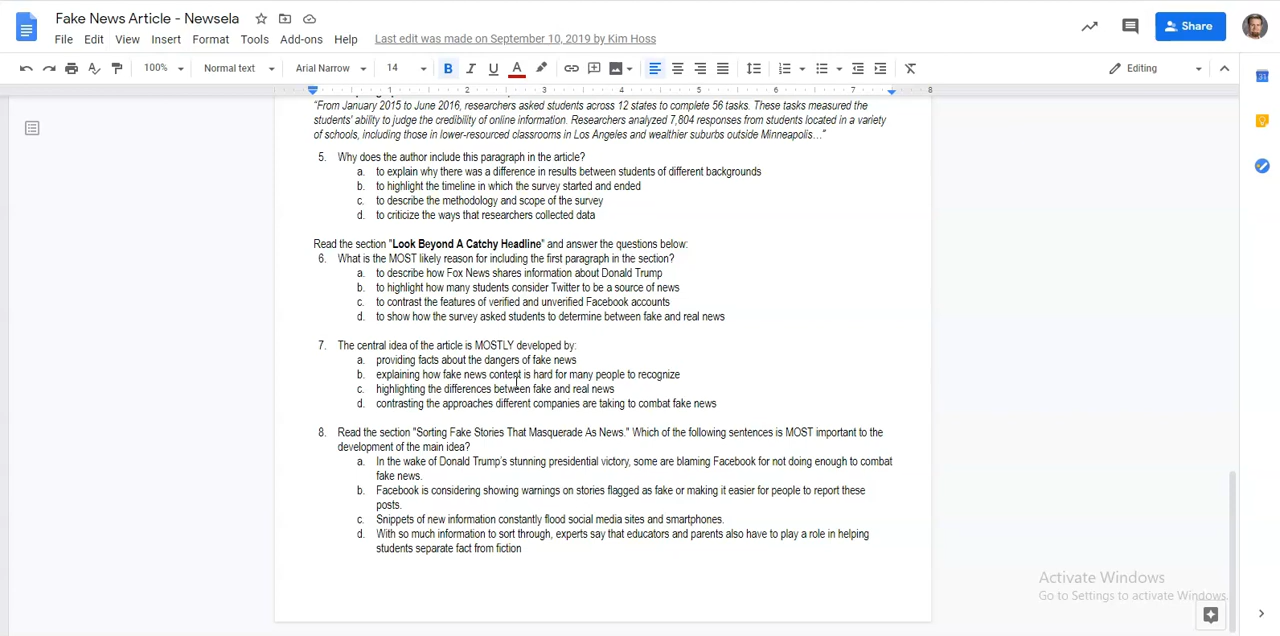 Fake News Article - Newsela
File Edit View Insert Format Tools Add-ons Help Last edit was made on September 10, 2019 by Kim Hoss
Share
100% Normal text Arial Narrow 14 B I U A Editing
1 2 3 4 5 6 7 8
"From January 2015 to June 2016, researchers asked students across 12 states to complete 56 tasks. These tasks measured the
students' ability to judge the credibility of online information. Researchers analyzed 7,804 responses from students located in a variety
of schools, including those in lower-resourced classrooms in Los Angeles and wealthier suburbs outside Minneapolis…"
5. Why does the author include this paragraph in the article?
a. to explain why there was a difference in results between students of different backgrounds
b. to highlight the timeline in which the survey started and ended
c. to describe the methodology and scope of the survey
d. to criticize the ways that researchers collected data
Read the section "Look Beyond A Catchy Headline" and answer the questions below:
6. What is the MOST likely reason for including the first paragraph in the section?
a. to describe how Fox News shares information about Donald Trump
b. to highlight how many students consider Twitter to be a source of news
c. to contrast the features of verified and unverified Facebook accounts
d. to show how the survey asked students to determine between fake and real news
7. The central idea of the article is MOSTLY developed by:
a. providing facts about the dangers of fake news
b. explaining how fake news content is hard for many people to recognize
c. highlighting the differences between fake and real news
d. contrasting the approaches different companies are taking to combat fake news
8. Read the section "Sorting Fake Stories That Masquerade As News." Which of the following sentences is MOST important to the
development of the main idea?
a. In the wake of Donald Trump's stunning presidential victory, some are blaming Facebook for not doing enough to combat
fake news.
b. Facebook is considering showing warnings on stories flagged as fake or making it easier for people to report these
posts.
c. Snippets of new information constantly flood social media sites and smartphones.
d. With so much information to sort through, experts say that educators and parents also have to play a role in helping
students separate fact from fiction
Activate Windows
Go to Settings to activate Windows.